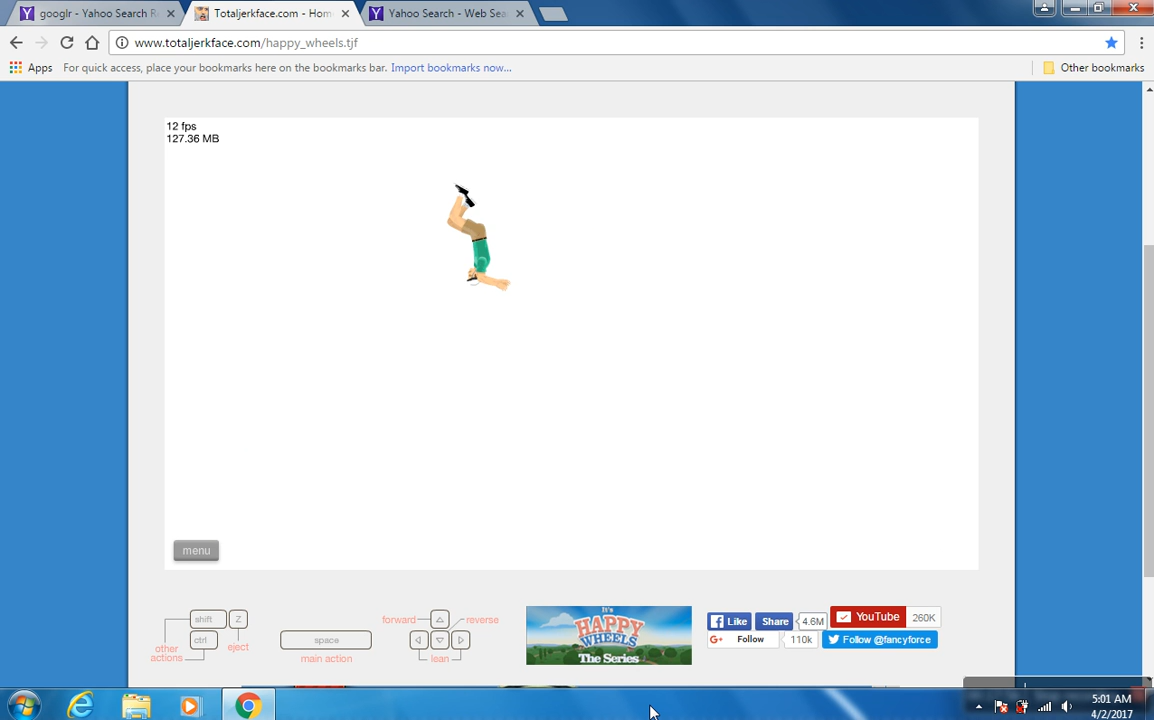 googlr - Yahoo Search R
Totaljerkface.com - Hom
Yahoo Search - Web Sea
www.totaljerkface.com/happy_wheels.tjf
Apps
For quick access, place your bookmarks here on the bookmarks bar. Import bookmarks now...
Other bookmarks
12 fps
127.36 MB
menu
shift
Z
ctrl
eject
other
actions
space
main action
forward
reverse
lean
It's
HAPPY
WHEELS
The Series
Like
Share
4.6M
YouTube
260K
G+ Follow
110k
Follow @fancyforce
5:01 AM
4/2/2017